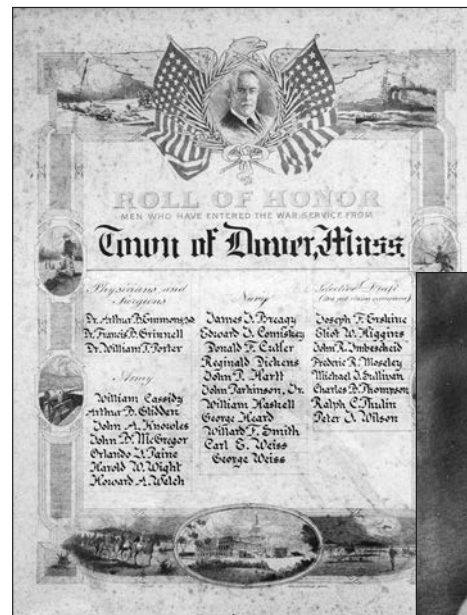 ROLL OF HONOR
MEN WHO HAVE ENTERED THE WAR SERVICE FROM
Town of Dover, Mass.
Physicians and
Surgeons
Dr. Arthur B. Emmons, 2d
Dr. Francis B. Grinnell
Dr. William T. Porter
Army
William Cassidy
Arthur B. Glidden
John A. Knowles
John B. McGregor
Orlando J. Paine
Harold W. Wight
Howard A. Welch
Navy
James J. Breagy
Edward J. Comiskey
Donald F. Cutler
Reginald Dickens
John P. Hartt
John Parkinson, Jr.
William Haskell
George Heard
Willard F. Smith
Carl E. Weiss
George Weiss
Selective Draft
Joseph F. Erskine
Eliot W. Higgins
John R. Imbescheid
Frederic R. Moseley
Michael J. Sullivan
Charles B. Thompson
Ralph C. Thulin
Peter J. Wilson